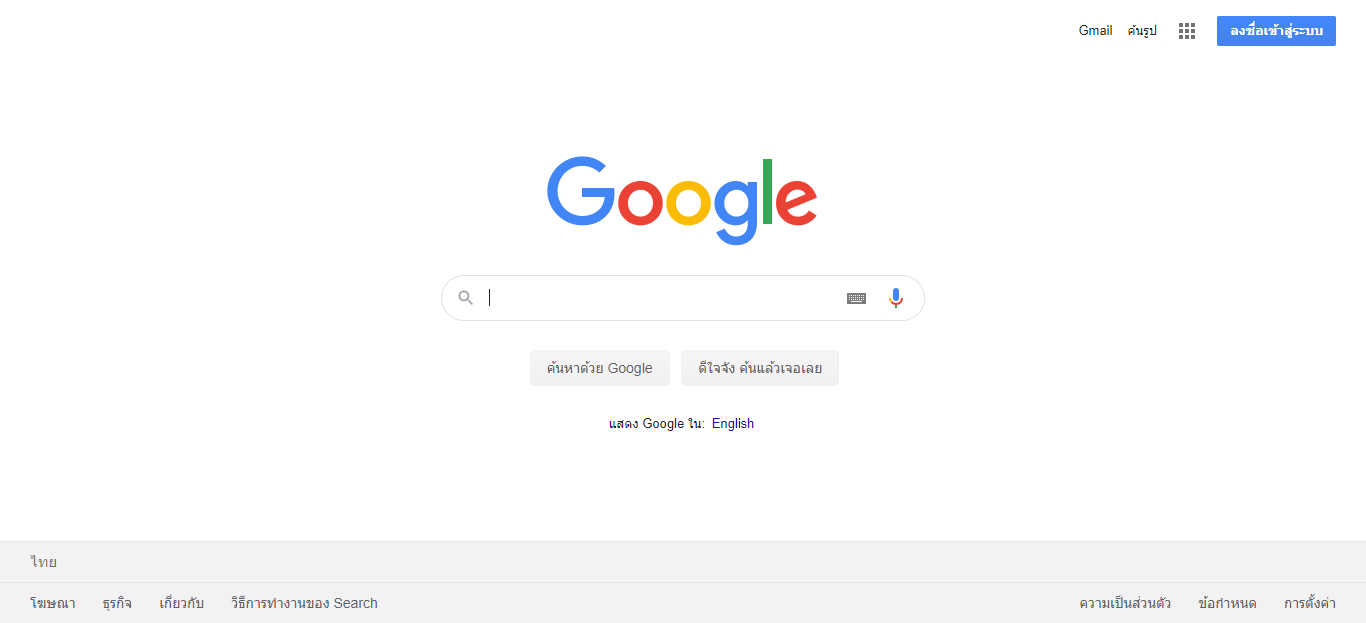 Gmail ค้นรูป ลงชื่อเข้าสู่ระบบ
Google
ค้นหาด้วย Google ดีใจจัง ค้นแล้วเจอเลย
แสดง Google ใน: English
ไทย
โฆษณา ธุรกิจ เกี่ยวกับ วิธีการทำงานของ Search ความเป็นส่วนตัว ข้อกำหนด การตั้งค่า